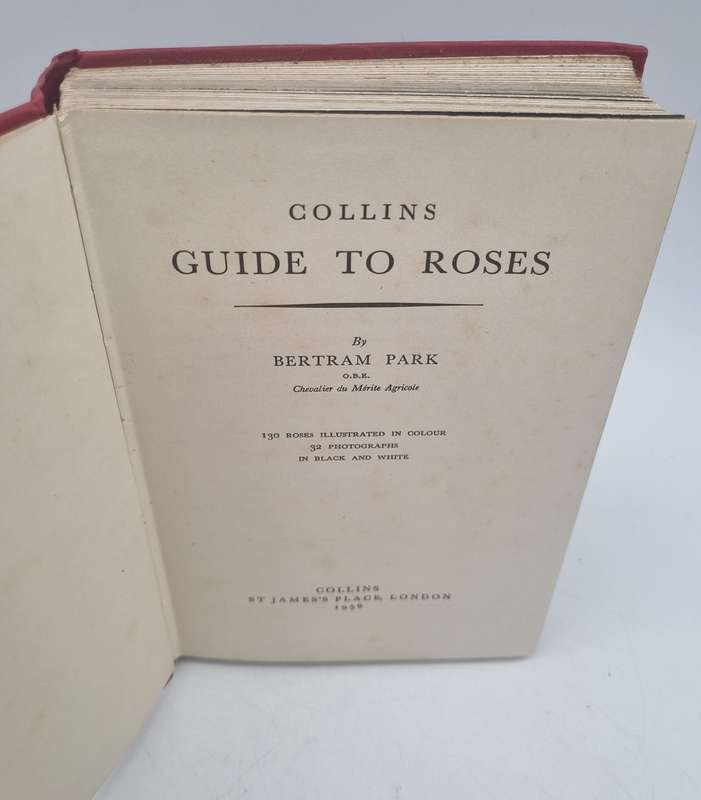 COLLINS
GUIDE TO ROSES
By
BERTRAM PARK
O.B.E.
Chevalier du Mérite Agricole
130 ROSES ILLUSTRATED IN COLOUR
32 PHOTOGRAPHS
IN BLACK AND WHITE
COLLINS
ST JAMES'S PLACE, LONDON